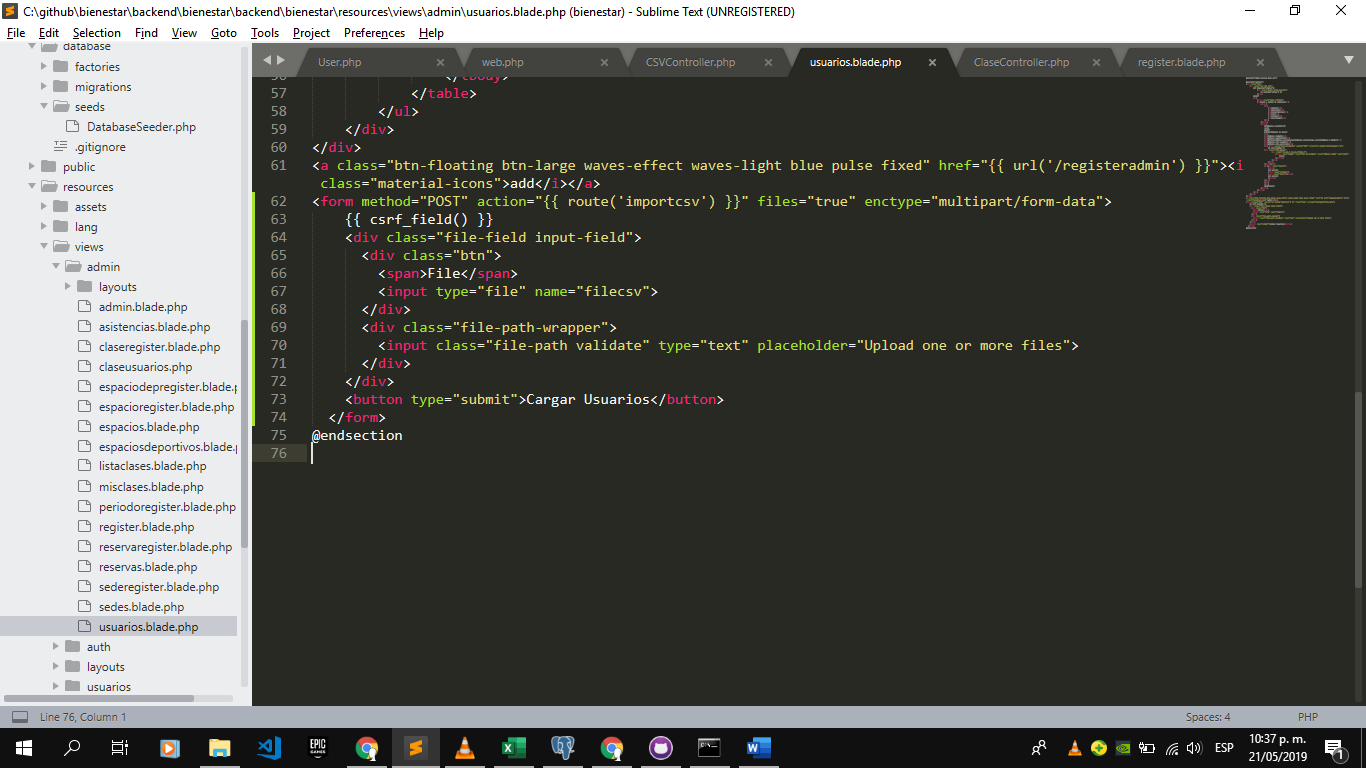 C:\github\bienestar\backend\bienestar\backend\bienestar\resources\views\admin\usuarios.blade.php (bienestar) - Sublime Text (UNREGISTERED)
File Edit Selection Find View Goto Tools Project Preferences Help
database
factories
migrations
seeds
DatabaseSeeder.php
.gitignore
public
resources
assets
lang
views
admin
layouts
admin.blade.php
asistencias.blade.php
claseregister.blade.php
claseusuarios.php
espaciodepregister.blade.p
espacioregister.blade.php
espacios.blade.php
espaciosdeportivos.blade.p
listaclases.blade.php
misclases.blade.php
periodoregister.blade.php
register.blade.php
reservaregister.blade.php
reservas.blade.php
sederegister.blade.php
sedes.blade.php
usuarios.blade.php
auth
layouts
usuarios
User.php web.php CSVController.php usuarios.blade.php ClaseController.php register.blade.php
56 </tbody>
57 </table>
58 </ul>
59 </div>
60 </div>
61 <a class="btn-floating btn-large waves-effect waves-light blue pulse fixed" href="{{ url('/registeradmin') }}"><i
class="material-icons">add</i></a>
62 <form method="POST" action="{{ route('importcsv') }}" files="true" enctype="multipart/form-data">
63 {{ csrf_field() }}
64 <div class="file-field input-field">
65 <div class="btn">
66 <span>File</span>
67 <input type="file" name="filecsv">
68 </div>
69 <div class="file-path-wrapper">
70 <input class="file-path validate" type="text" placeholder="Upload one or more files">
71 </div>
72 </div>
73 <button type="submit">Cargar Usuarios</button>
74 </form>
75 @endsection
76
Line 76, Column 1 Spaces: 4 PHP
EPIC GAMES
ESP
10:37 p. m.
21/05/2019
1